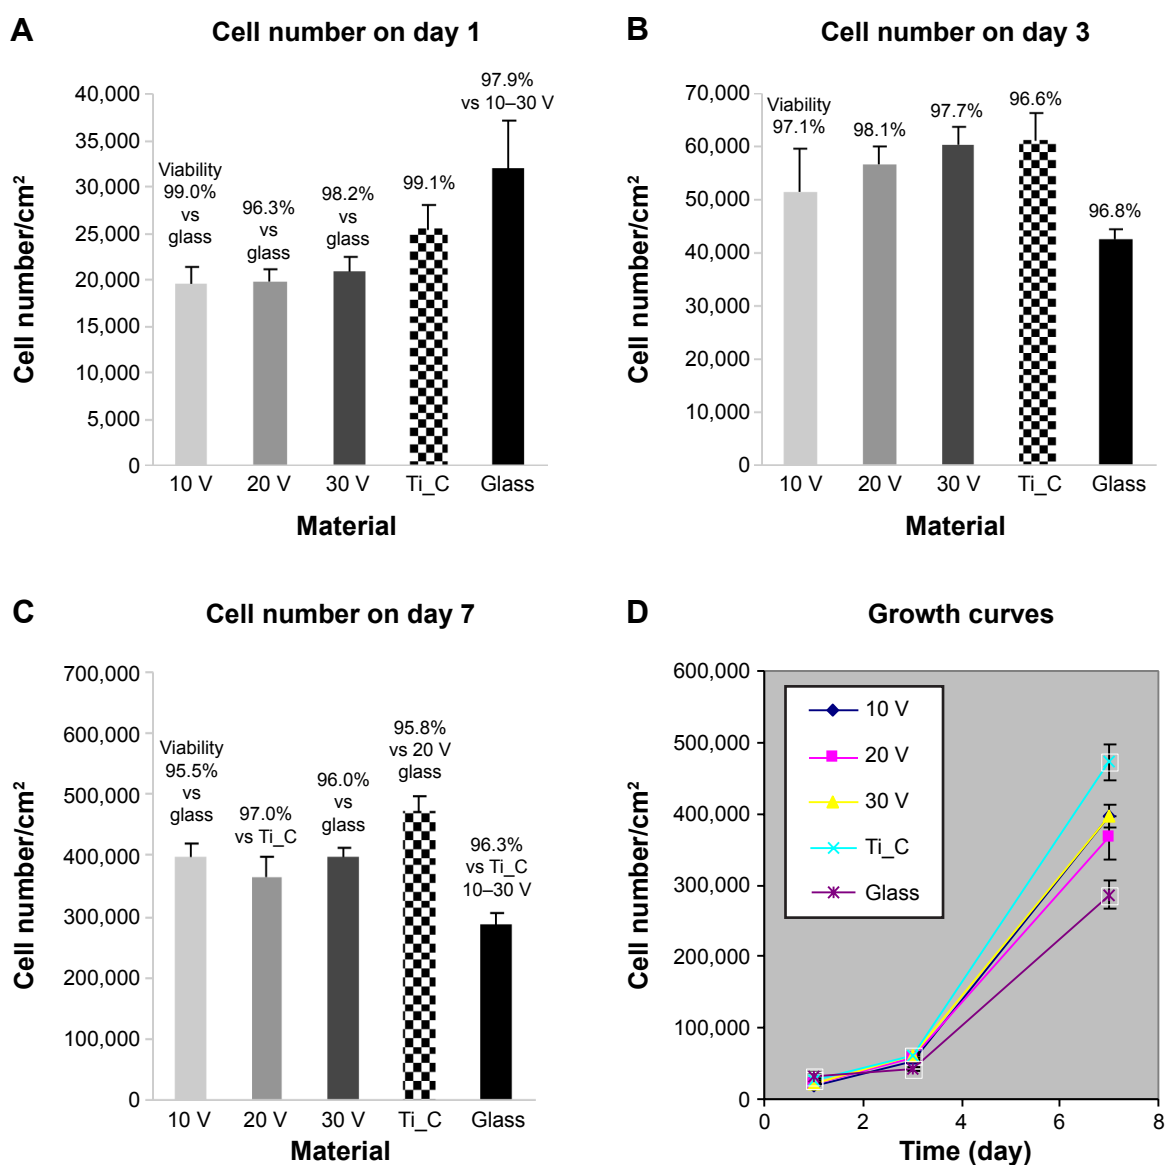 A
Cell number on day 1
Cell number/cm²
40,000
35,000
30,000
25,000
20,000
15,000
10,000
5,000
0
Viability
99.0%
vs
glass
96.3%
vs
glass
98.2%
vs
glass
99.1%
97.9%
vs 10–30 V
10 V 20 V 30 V Ti_C Glass
Material
B
Cell number on day 3
Cell number/cm²
70,000
60,000
50,000
40,000
30,000
20,000
10,000
0
Viability
97.1%
98.1%
97.7%
96.6%
96.8%
10 V 20 V 30 V Ti_C Glass
Material
C
Cell number on day 7
Cell number/cm²
700,000
600,000
500,000
400,000
300,000
200,000
100,000
0
Viability
95.5%
vs
glass
97.0%
vs Ti_C
96.0%
vs
glass
95.8%
vs 20 V
glass
96.3%
vs Ti_C
10–30 V
10 V 20 V 30 V Ti_C Glass
Material
D
Growth curves
Cell number/cm²
600,000
500,000
400,000
300,000
200,000
100,000
0
10 V
20 V
30 V
Ti_C
Glass
0 2 4 6 8
Time (day)